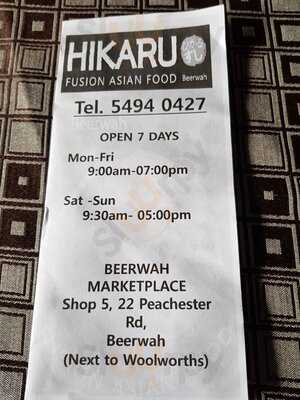 HIKARU
FUSION ASIAN FOOD Beerwah
Tel. 5494 0427
OPEN 7 DAYS
Mon-Fri
9:00am-07:00pm
Sat -Sun
9:30am- 05:00pm
BEERWAH
MARKETPLACE
Shop 5, 22 Peachester
Rd,
Beerwah
(Next to Woolworths)